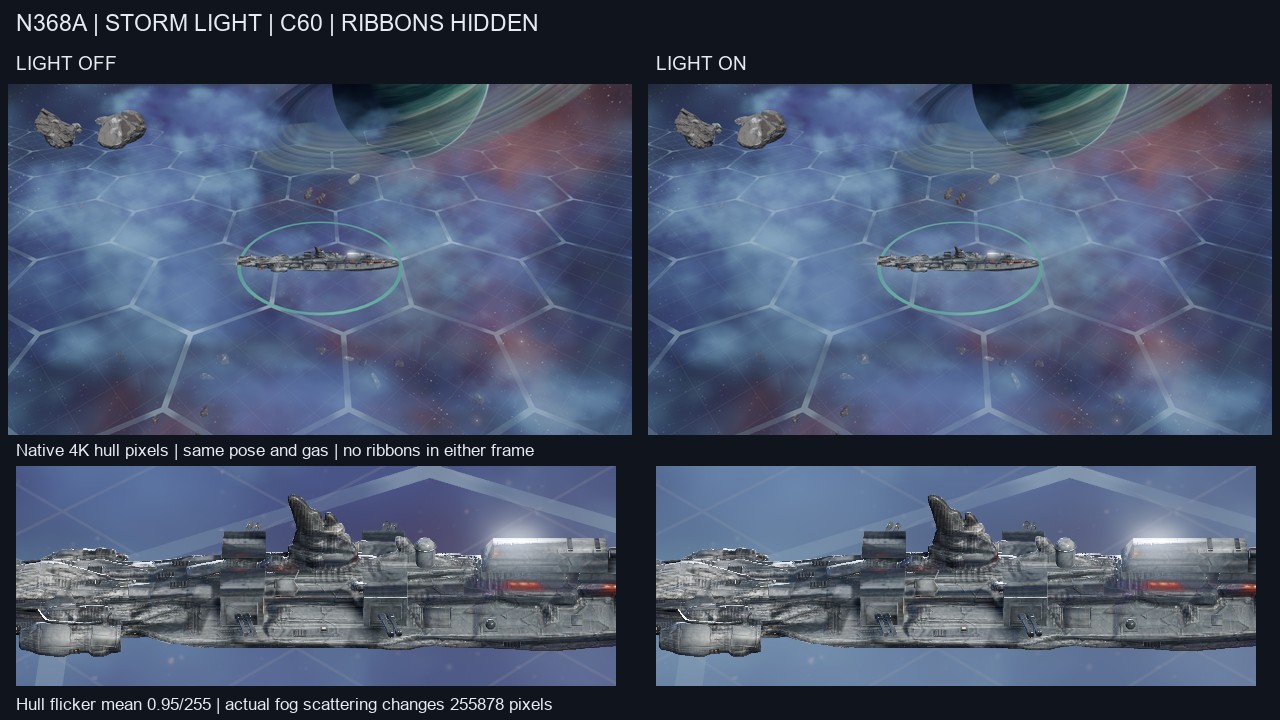 N368A | STORM LIGHT | C60 | RIBBONS HIDDEN
LIGHT OFF
LIGHT ON
Native 4K hull pixels | same pose and gas | no ribbons in either frame
Hull flicker mean 0.95/255 | actual fog scattering changes 255878 pixels